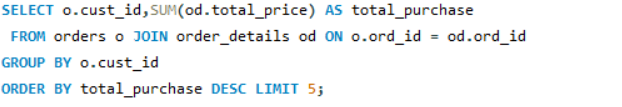 SELECT o.cust_id,SUM(od.total_price) AS total_purchase
FROM orders o JOIN order_details od ON o.ord_id = od.ord_id
GROUP BY o.cust_id
ORDER BY total_purchase DESC LIMIT 5;